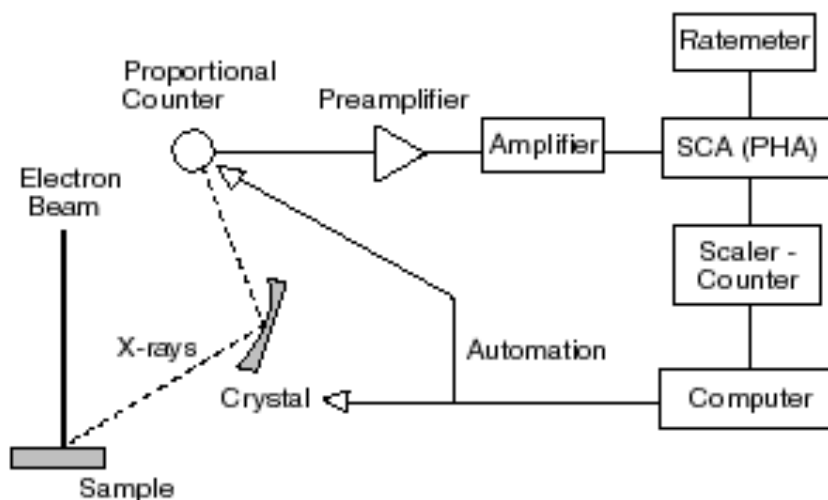 Ratemeter
Proportional
Counter
Preamplifier
Amplifier
SCA (PHA)
Electron
Beam
Scaler -
Counter
X-rays
Automation
Crystal
Computer
Sample